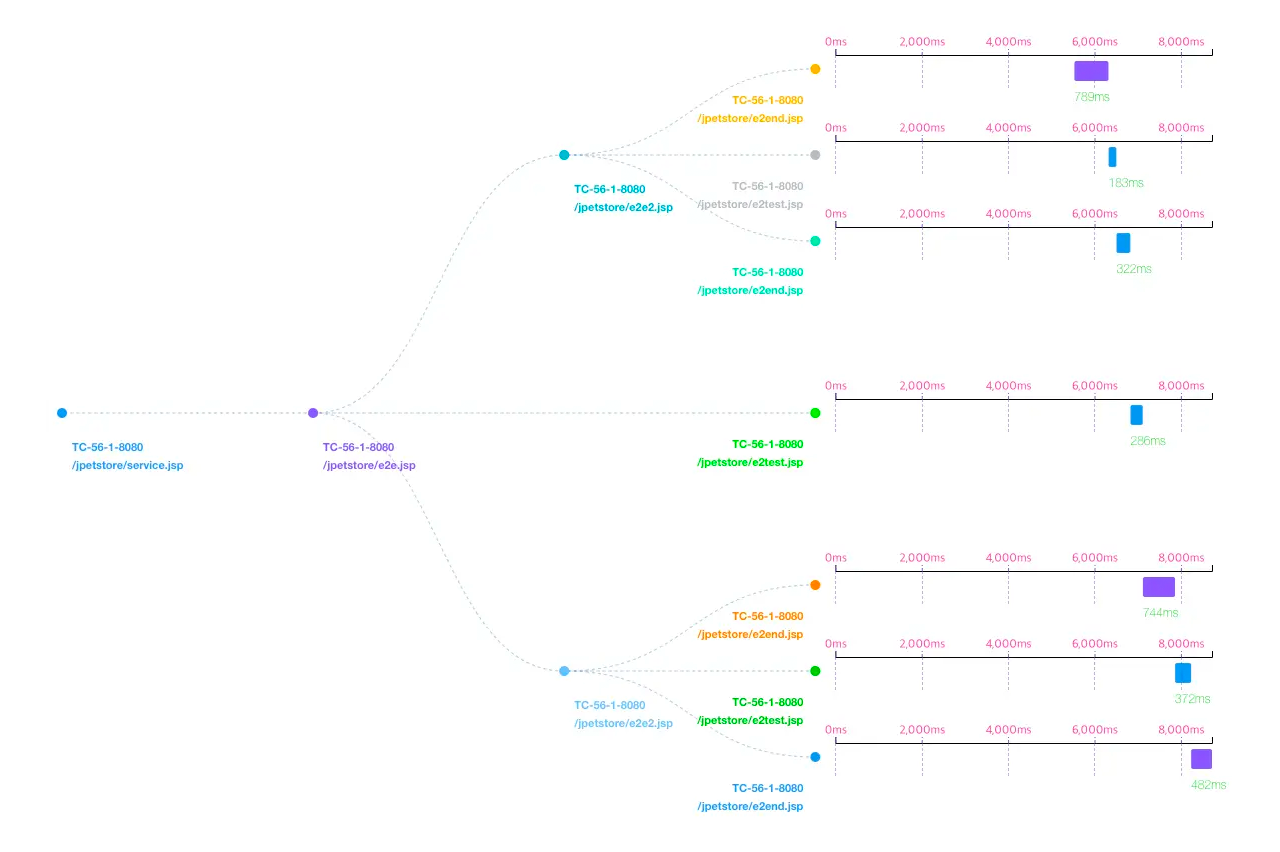 0ms 2,000ms 4,000ms 6,000ms 8,000ms
789ms
TC-56-1-8080
/jpetstore/e2end.jsp
0ms 2,000ms 4,000ms 6,000ms 8,000ms
183ms
TC-56-1-8080
/jpetstore/e2e2.jsp
TC-56-1-8080
/jpetstore/e2test.jsp
0ms 2,000ms 4,000ms 6,000ms 8,000ms
322ms
TC-56-1-8080
/jpetstore/e2end.jsp
0ms 2,000ms 4,000ms 6,000ms 8,000ms
286ms
TC-56-1-8080
/jpetstore/service.jsp
TC-56-1-8080
/jpetstore/e2e.jsp
TC-56-1-8080
/jpetstore/e2test.jsp
0ms 2,000ms 4,000ms 6,000ms 8,000ms
744ms
TC-56-1-8080
/jpetstore/e2end.jsp
0ms 2,000ms 4,000ms 6,000ms 8,000ms
372ms
TC-56-1-8080
/jpetstore/e2e2.jsp
TC-56-1-8080
/jpetstore/e2test.jsp
0ms 2,000ms 4,000ms 6,000ms 8,000ms
482ms
TC-56-1-8080
/jpetstore/e2end.jsp